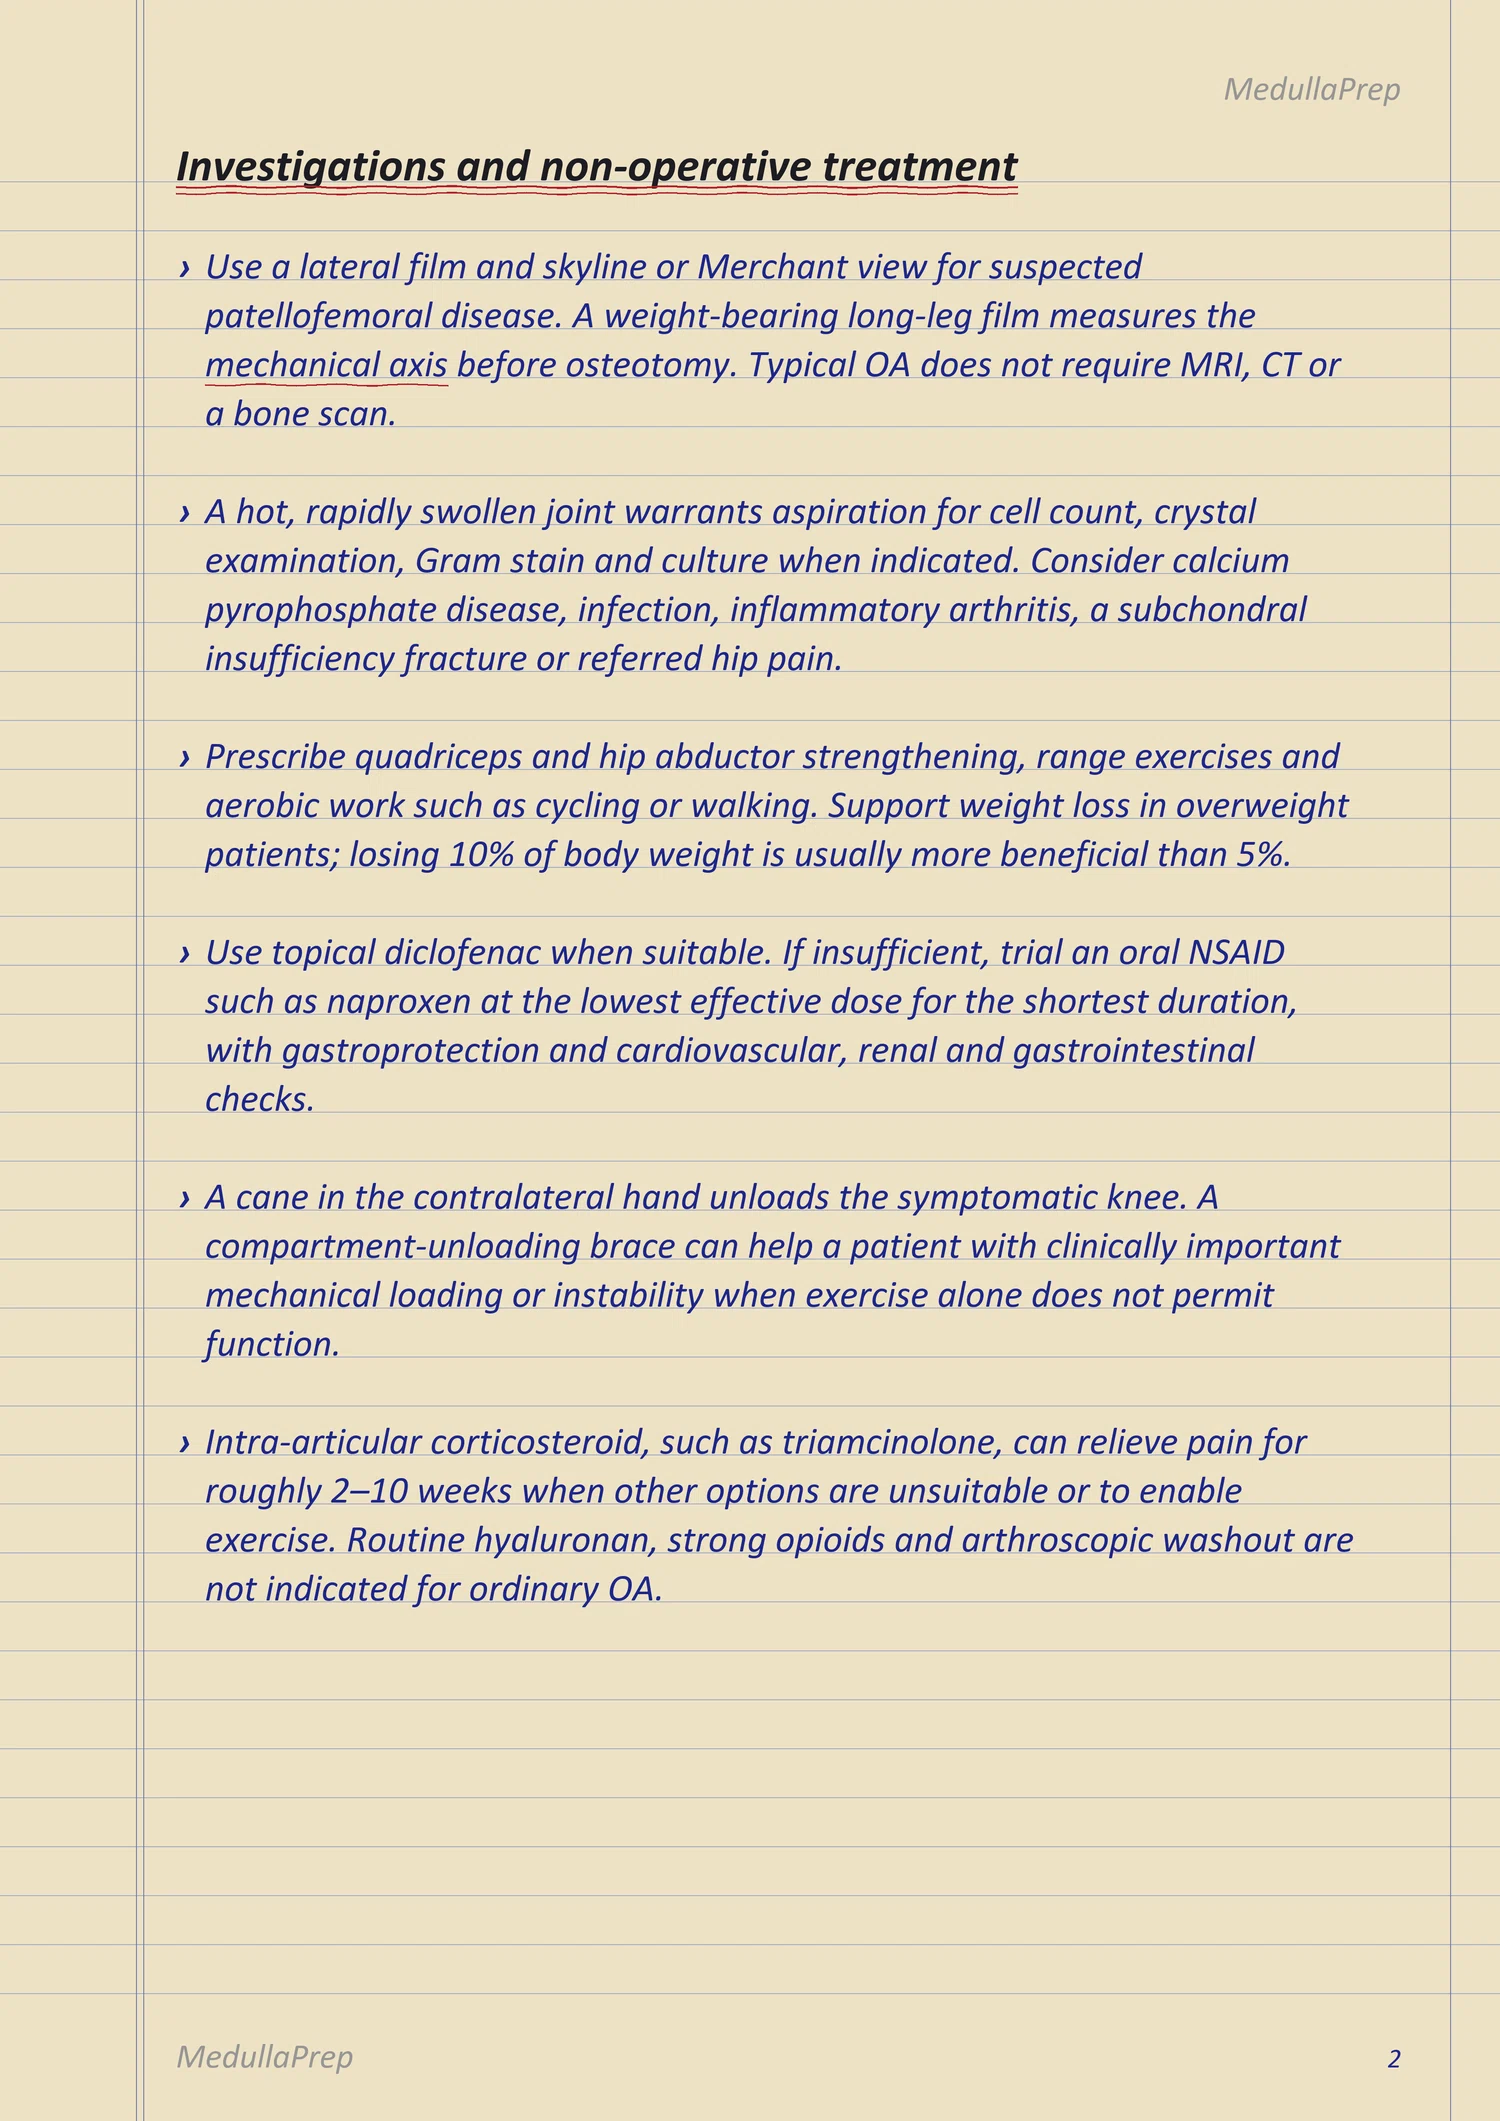 MedullaPrep
Investigations and non-operative treatment
› Use a lateral film and skyline or Merchant view for suspected
patellofemoral disease. A weight-bearing long-leg film measures the
mechanical axis before osteotomy. Typical OA does not require MRI, CT or
a bone scan.
› A hot, rapidly swollen joint warrants aspiration for cell count, crystal
examination, Gram stain and culture when indicated. Consider calcium
pyrophosphate disease, infection, inflammatory arthritis, a subchondral
insufficiency fracture or referred hip pain.
› Prescribe quadriceps and hip abductor strengthening, range exercises and
aerobic work such as cycling or walking. Support weight loss in overweight
patients; losing 10% of body weight is usually more beneficial than 5%.
› Use topical diclofenac when suitable. If insufficient, trial an oral NSAID
such as naproxen at the lowest effective dose for the shortest duration,
with gastroprotection and cardiovascular, renal and gastrointestinal
checks.
› A cane in the contralateral hand unloads the symptomatic knee. A
compartment-unloading brace can help a patient with clinically important
mechanical loading or instability when exercise alone does not permit
function.
› Intra-articular corticosteroid, such as triamcinolone, can relieve pain for
roughly 2–10 weeks when other options are unsuitable or to enable
exercise. Routine hyaluronan, strong opioids and arthroscopic washout are
not indicated for ordinary OA.
MedullaPrep
2